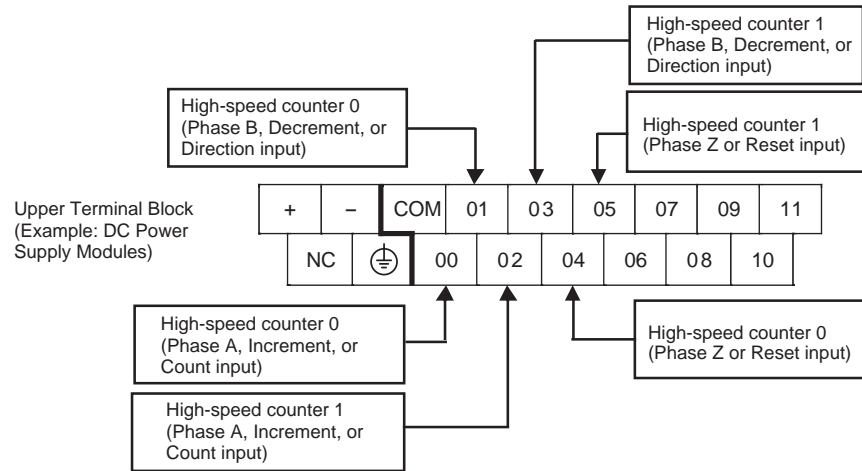 High-speed counter 1
(Phase B, Decrement, or
Direction input)
High-speed counter 0
(Phase B, Decrement, or
Direction input)
High-speed counter 1
(Phase Z or Reset input)
Upper Terminal Block
(Example: DC Power
Supply Modules)
+ – COM 01 03 05 07 09 11
NC 00 02 04 06 08 10
High-speed counter 0
(Phase A, Increment, or
Count input)
High-speed counter 0
(Phase Z or Reset input)
High-speed counter 1
(Phase A, Increment, or
Count input)